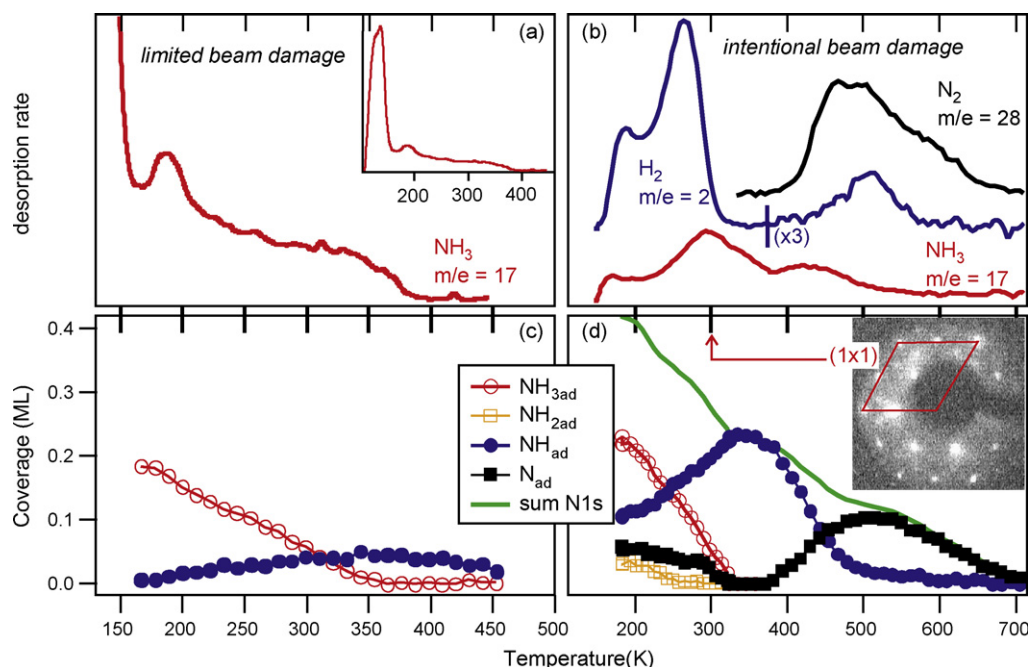 (a)
limited beam damage
200 300 400
NH3
m/e = 17
desorption rate
(b)
intentional beam damage
N2
m/e = 28
H2
m/e = 2
(x3)
NH3
m/e = 17
(c)
0.4
0.3
0.2
0.1
0.0
Coverage (ML)
NH3ad
NH2ad
NHad
Nad
sum N1s
(d)
(1x1)
150 200 250 300 350 400 450 500
200 300 400 500 600 700
Temperature(K)